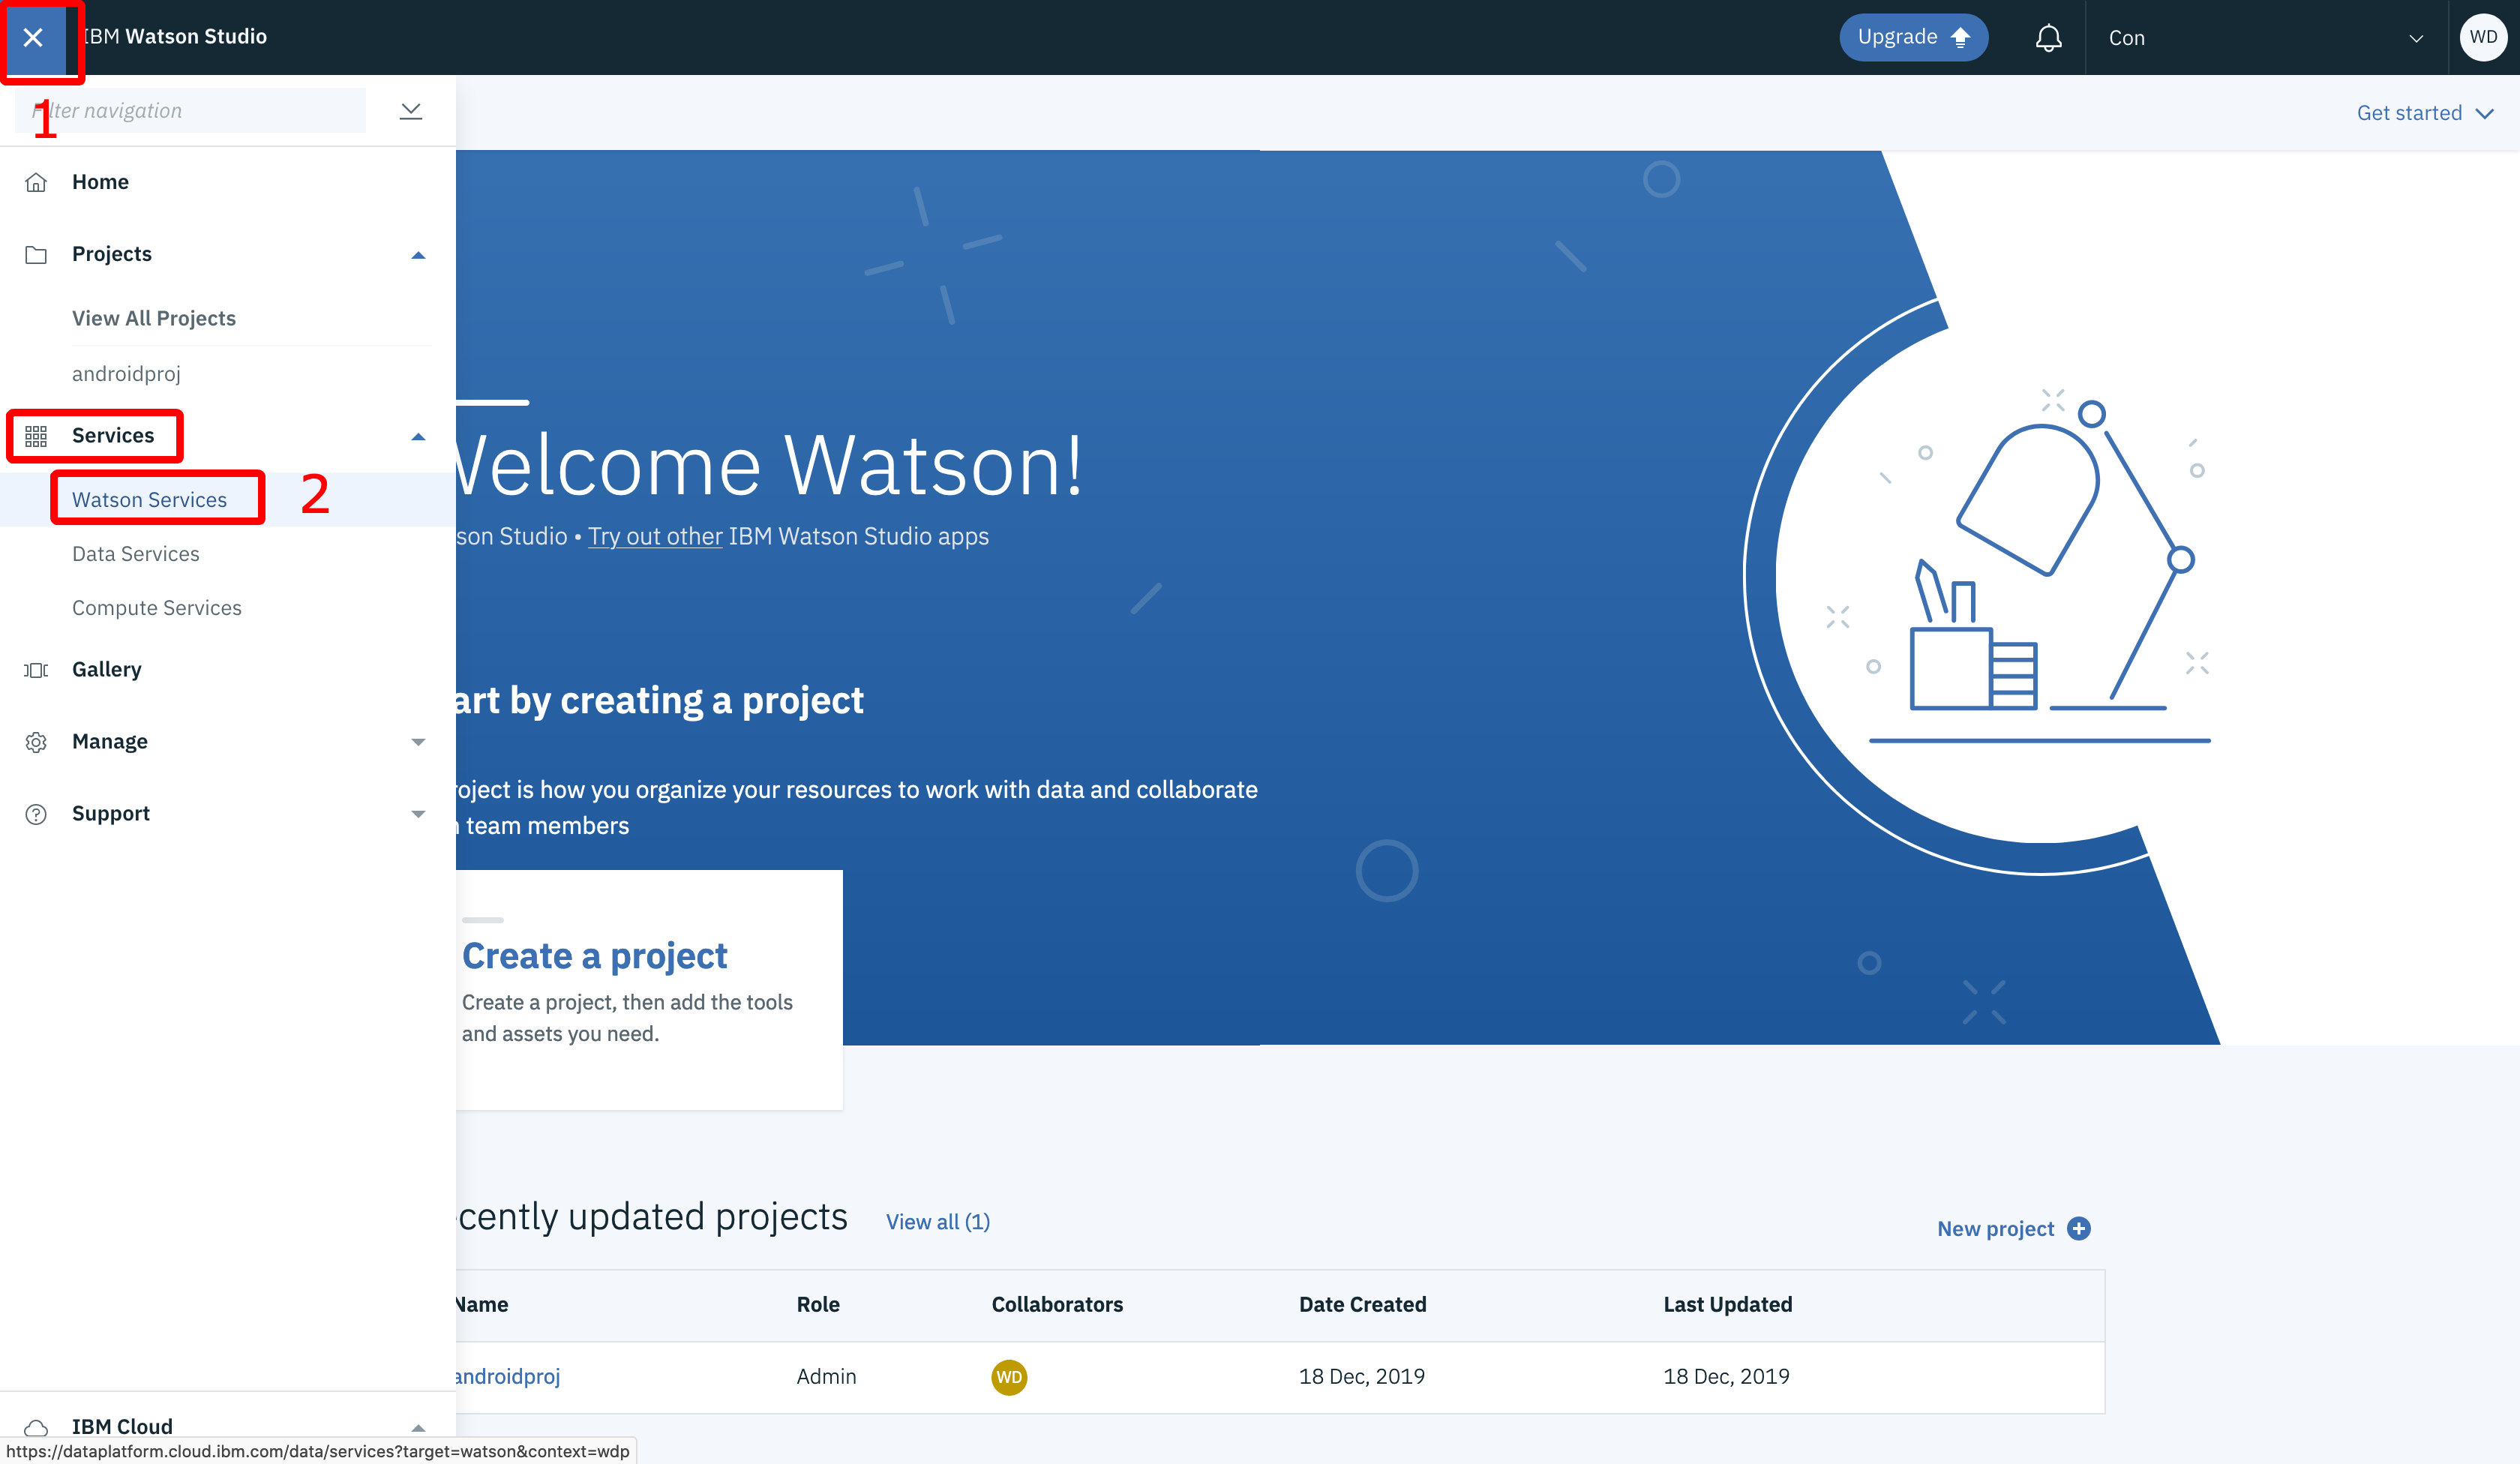 IBM Watson Studio
Upgrade
Con
WD
1
Filter navigation
Get started
Home
Projects
View All Projects
androidproj
Services
Watson Services
2
Data Services
Compute Services
Gallery
Manage
Support
Welcome Watson!
son Studio • Try out other IBM Watson Studio apps
art by creating a project
roject is how you organize your resources to work with data and collaborate
team members
Create a project
Create a project, then add the tools
and assets you need.
ecently updated projects
View all (1)
New project
Name Role Collaborators Date Created Last Updated
androidproj Admin WD 18 Dec, 2019 18 Dec, 2019
IBM Cloud
https://dataplatform.cloud.ibm.com/data/services?target=watson&context=wdp